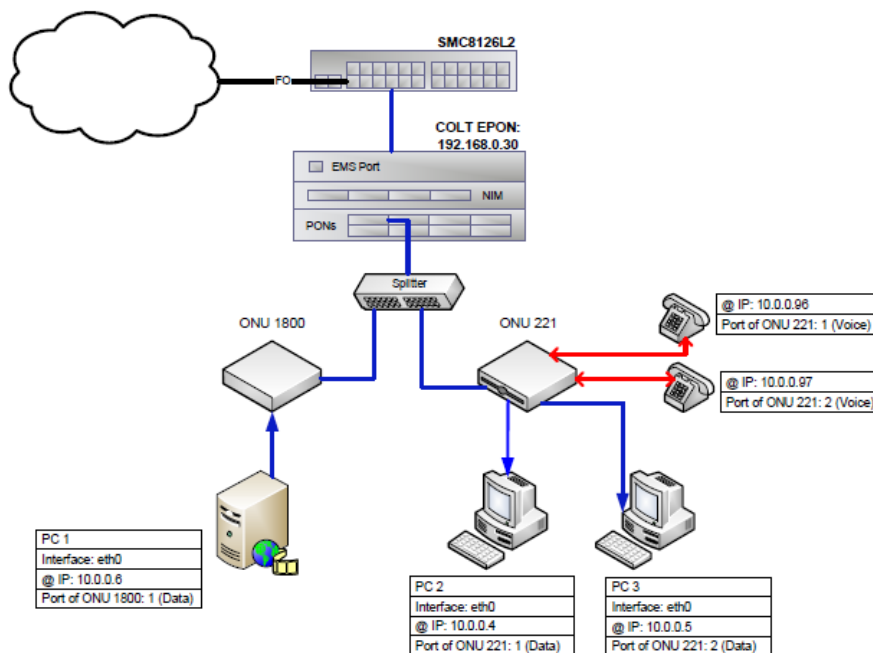 SMC8126L2
FO
COLT EPON:
192.168.0.30
EMS Port
NIM
PONs
Splitter
ONU 1800
ONU 221
@ IP: 10.0.0.96
Port of ONU 221: 1 (Voice)
@ IP: 10.0.0.97
Port of ONU 221: 2 (Voice)
PC 1
Interface: eth0
@ IP: 10.0.0.6
Port of ONU 1800: 1 (Data)
PC 2
Interface: eth0
@ IP: 10.0.0.4
Port of ONU 221: 1 (Data)
PC 3
Interface: eth0
@ IP: 10.0.0.5
Port of ONU 221: 2 (Data)